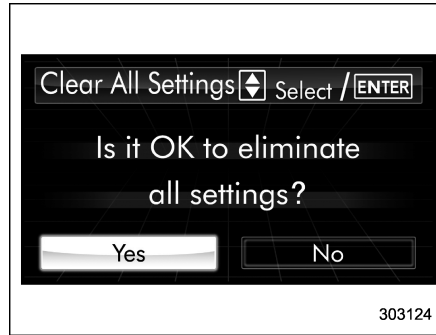 Clear All Settings Select / ENTER
Is it OK to eliminate
all settings?
Yes No
303124